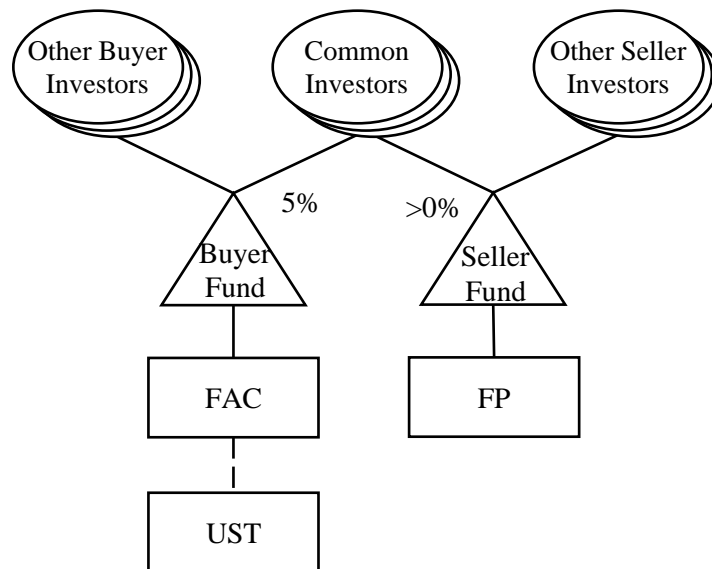 Other Buyer
Investors
Common
Investors
Other Seller
Investors
5%
>0%
Buyer
Fund
Seller
Fund
FAC
FP
UST